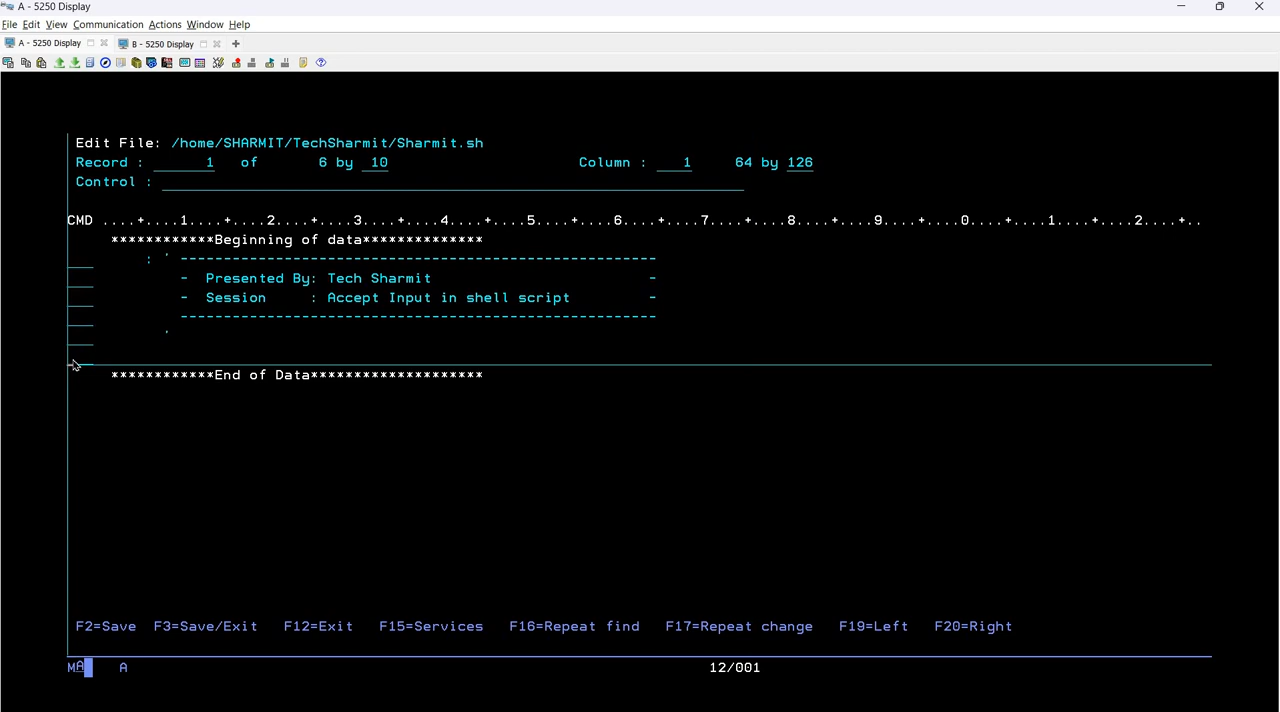 A - 5250 Display
File Edit View Communication Actions Window Help
A - 5250 Display B - 5250 Display
Edit File: /home/SHARMIT/TechSharmit/Sharmit.sh
Record : 1 of 6 by 10 Column : 1 64 by 126
Control :
CMD ....+....1....+....2....+....3....+....4....+....5....+....6....+....7....+....8....+....9....+....0....+....1....+....2....+..
************Beginning of data**************
: ' -------------------------------------------------------
- Presented By: Tech Sharmit -
- Session : Accept Input in shell script -
-------------------------------------------------------
'
************End of Data********************
F2=Save F3=Save/Exit F12=Exit F15=Services F16=Repeat find F17=Repeat change F19=Left F20=Right
MA A 12/001